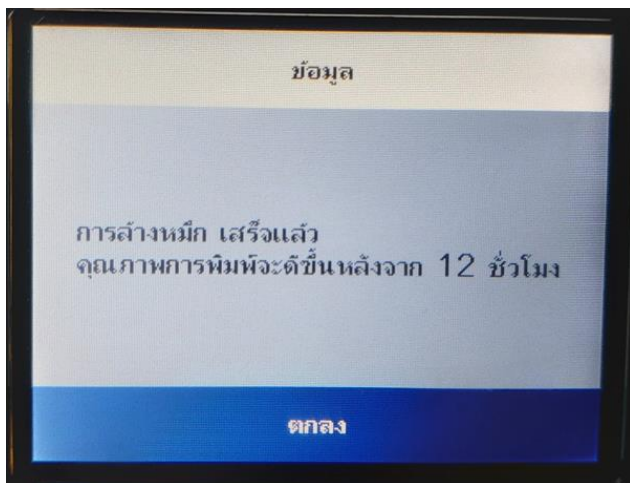 ข้อมูล
การล้างหมึก เสร็จแล้ว
คุณภาพการพิมพ์จะดีขึ้นหลังจาก 12 ชั่วโมง
ตกลง